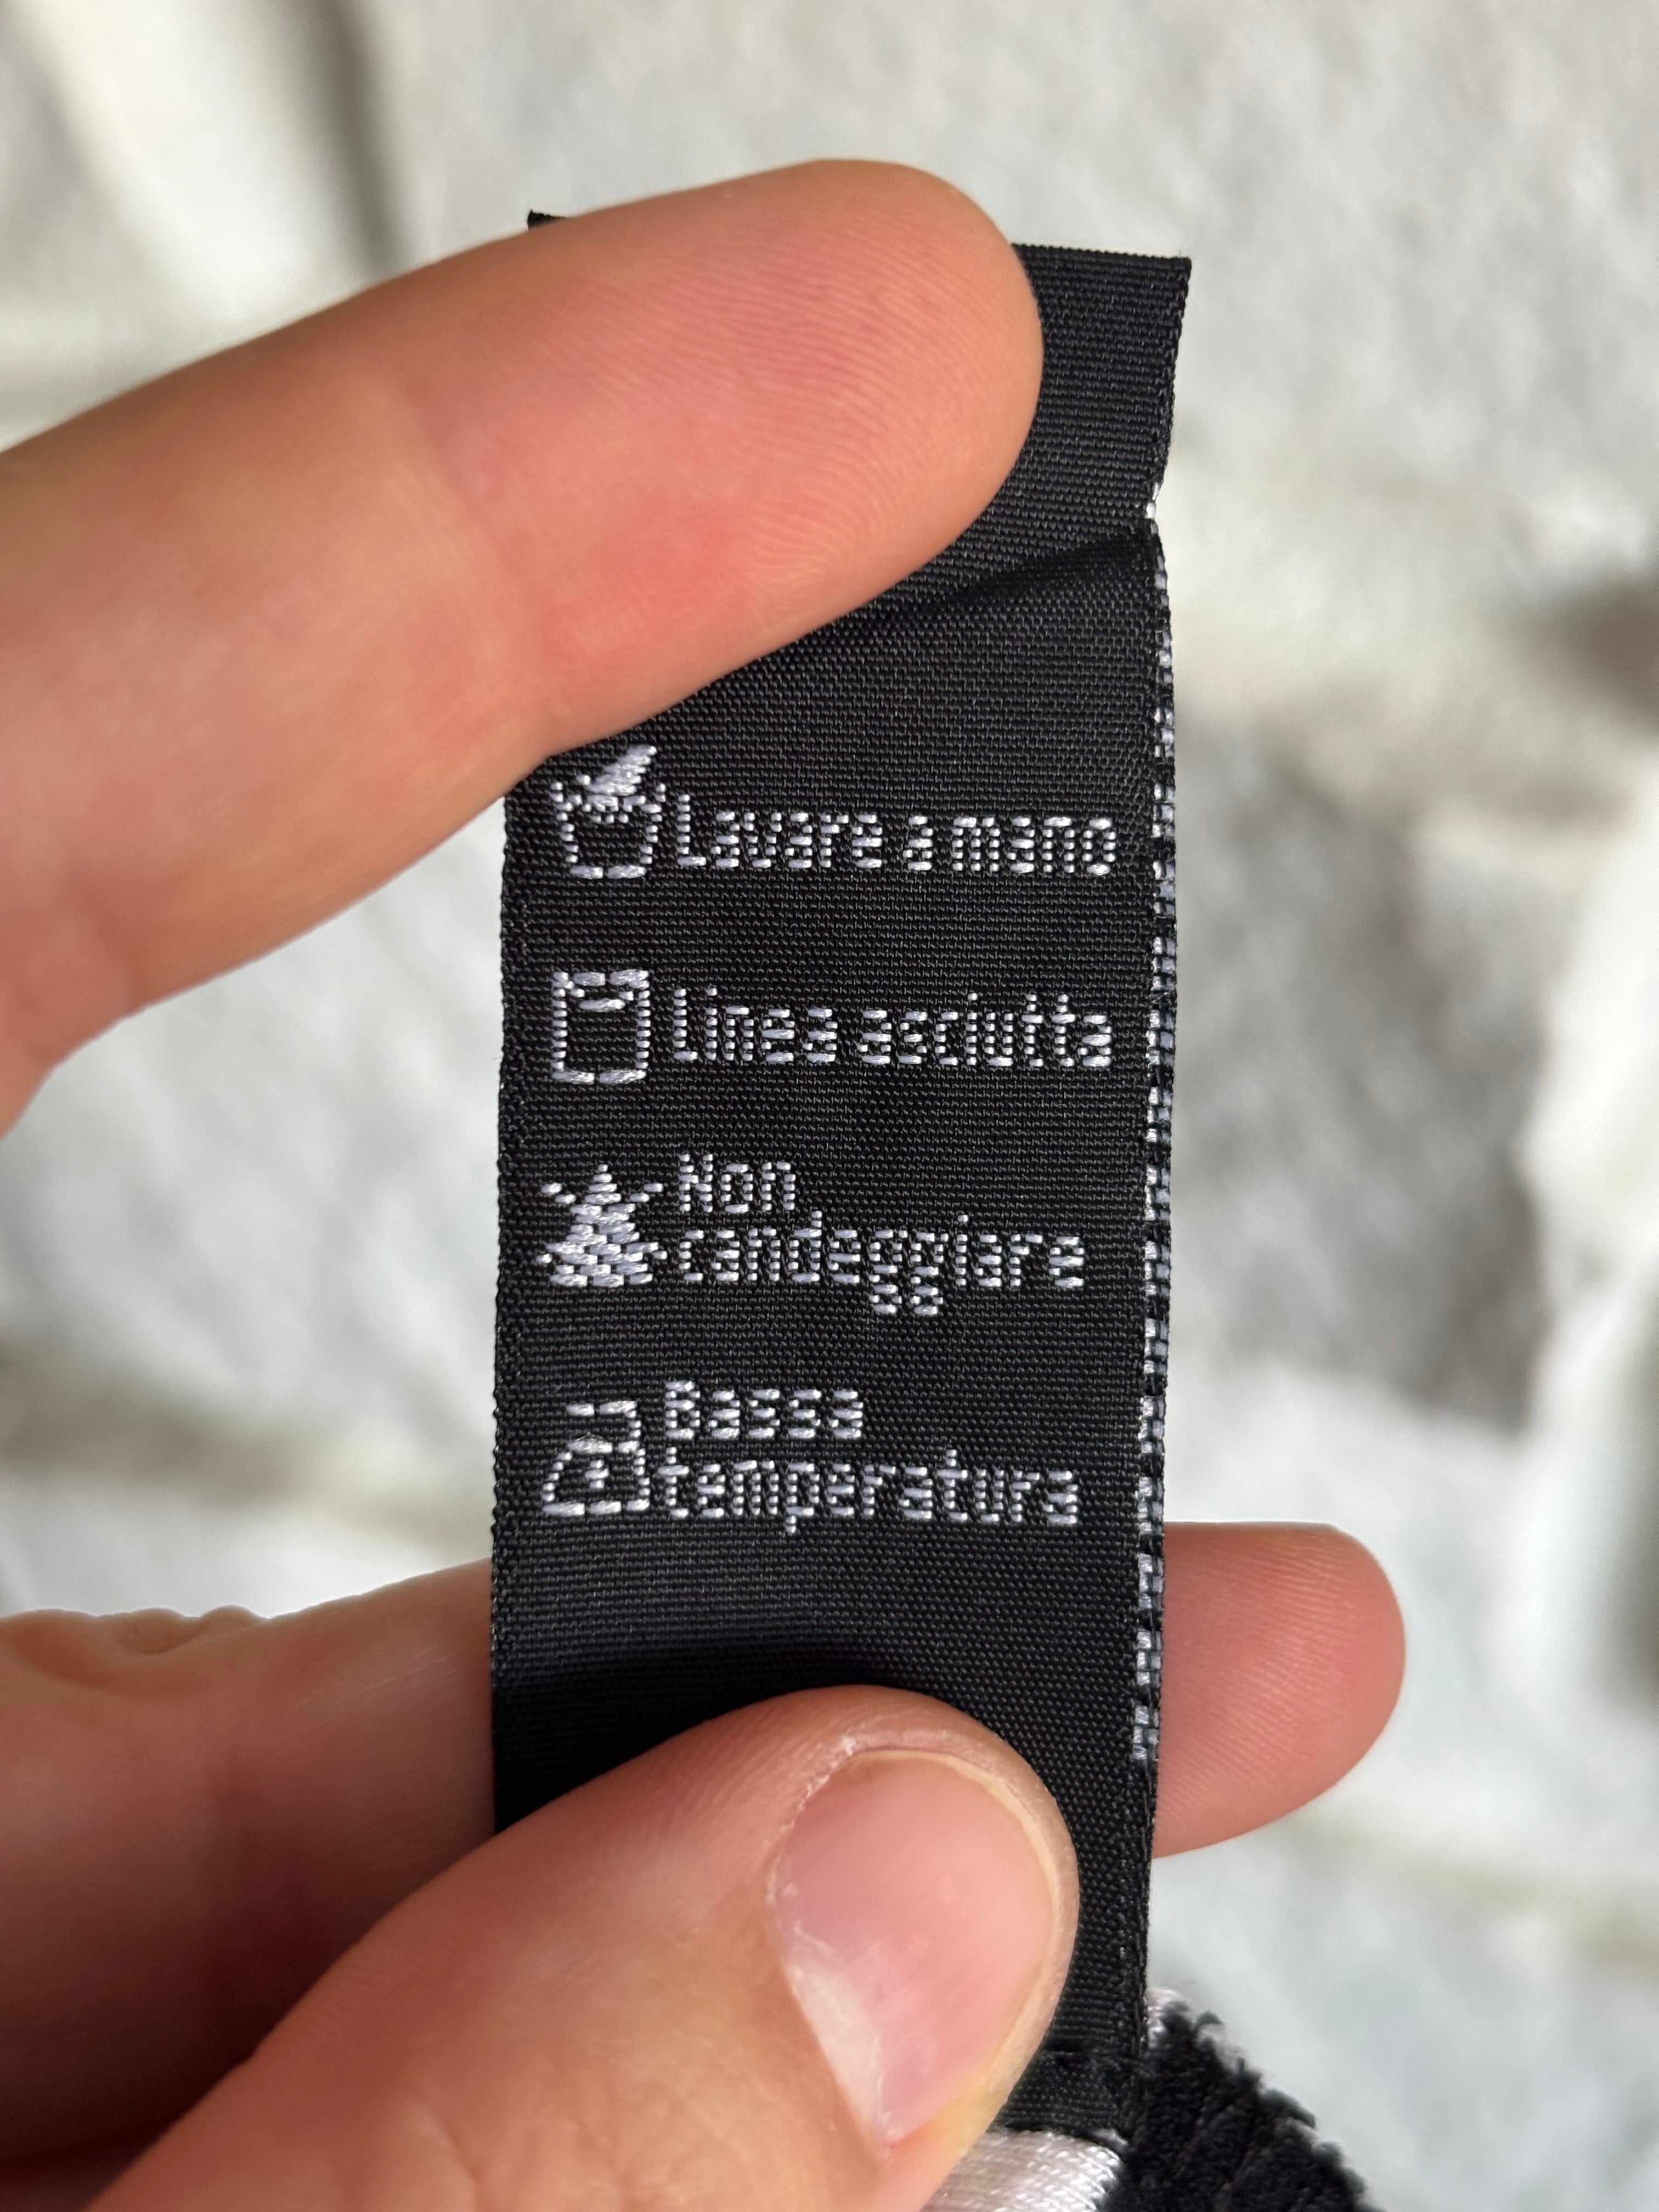 Lavare a mano
Linea asciutta
Non
candeggiare
Bassa
temperatura